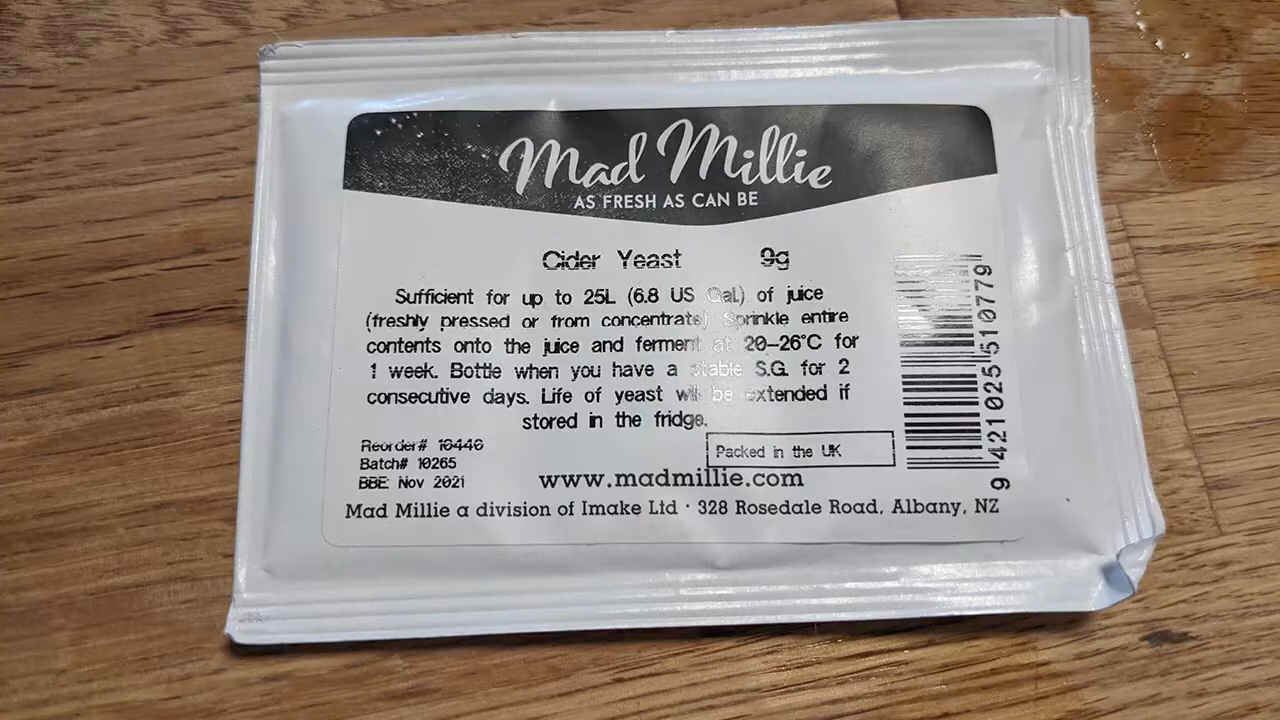 Mad Millie
AS FRESH AS CAN BE
Cider Yeast 9g
Sufficient for up to 25L (6.8 US Gal.) of juice
(freshly pressed or from concentrate) Sprinkle entire
contents onto the juice and ferment at 20–26°C for
1 week. Bottle when you have a stable S.G. for 2
consecutive days. Life of yeast will be extended if
stored in the fridge.
Reorder# 10446
Batch# 10265
BBE: Nov 2021
Packed in the UK
www.madmillie.com
Mad Millie a division of Imake Ltd · 328 Rosedale Road, Albany, NZ
9 421025 510779